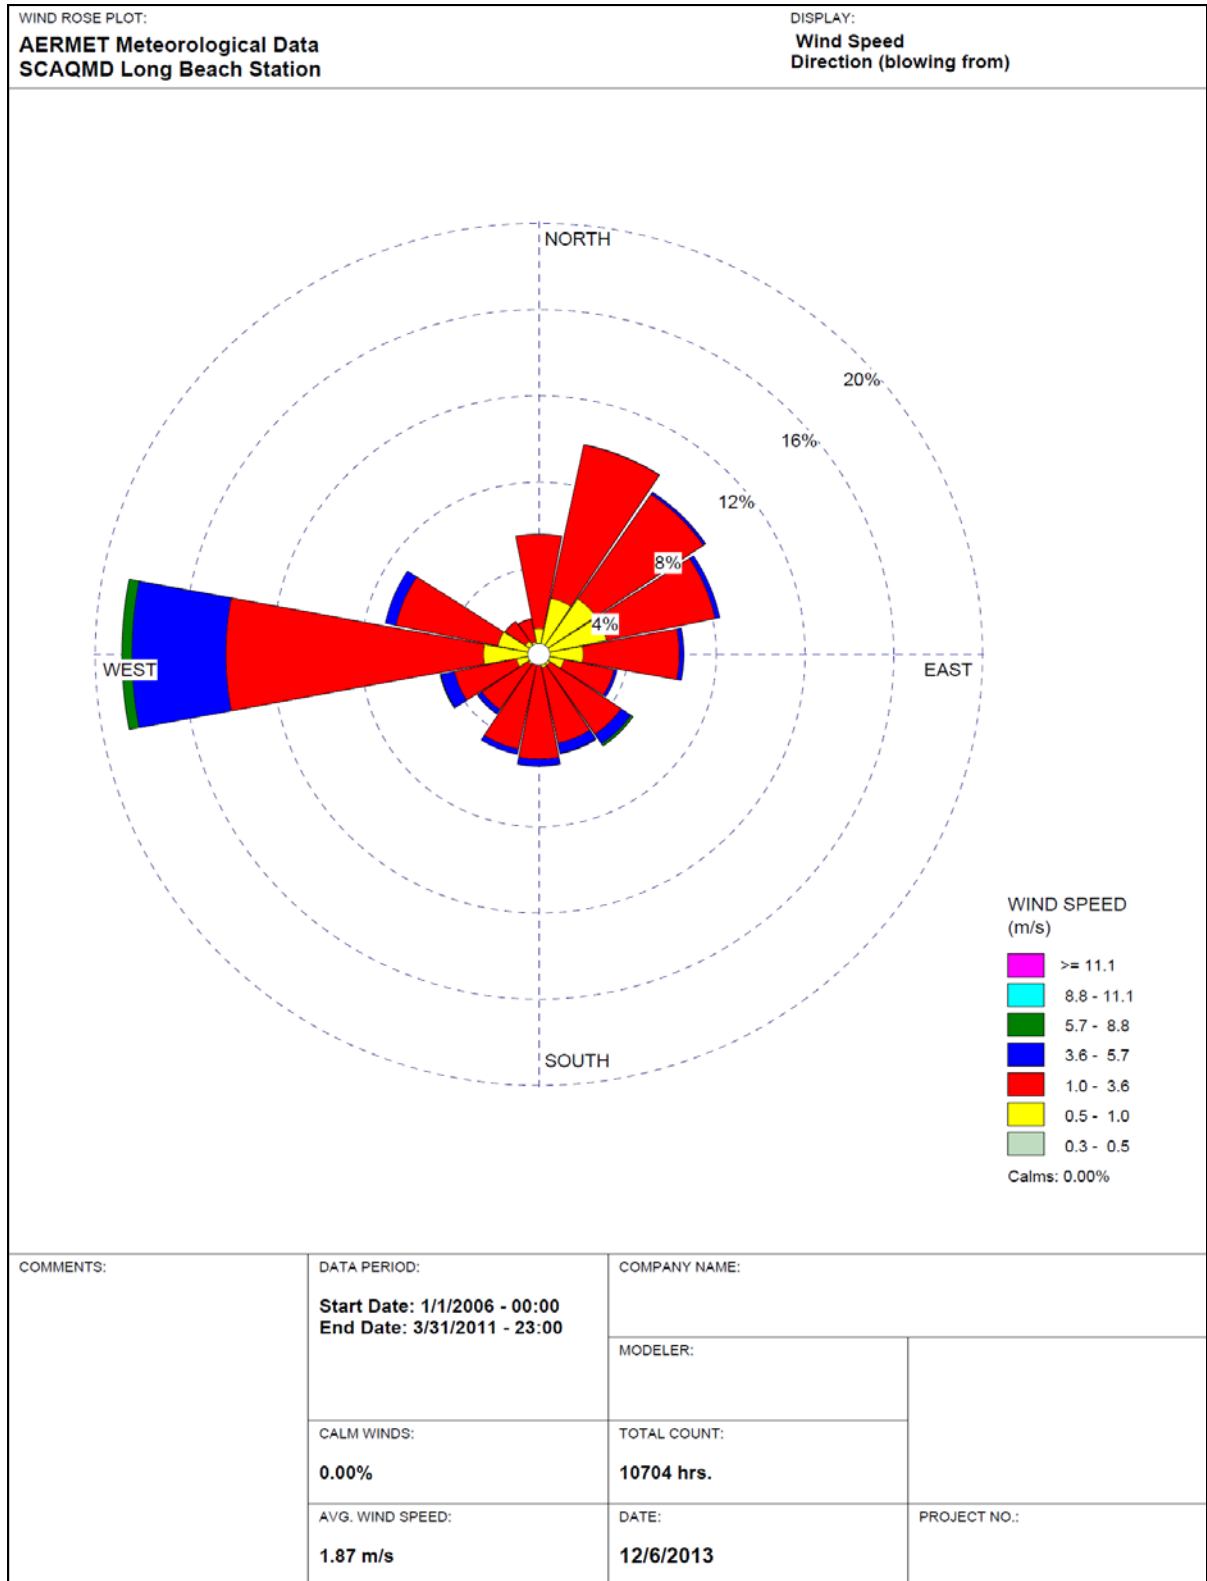 WIND ROSE PLOT:
AERMET Meteorological Data
SCAQMD Long Beach Station
DISPLAY:
Wind Speed
Direction (blowing from)
NORTH
20%
16%
12%
8%
4%
WEST
EAST
SOUTH
WIND SPEED
(m/s)
>= 11.1
8.8 - 11.1
5.7 - 8.8
3.6 - 5.7
1.0 - 3.6
0.5 - 1.0
0.3 - 0.5
Calms: 0.00%
COMMENTS:
DATA PERIOD:
Start Date: 1/1/2006 - 00:00
End Date: 3/31/2011 - 23:00
COMPANY NAME:
MODELER:
CALM WINDS:
0.00%
TOTAL COUNT:
10704 hrs.
AVG. WIND SPEED:
1.87 m/s
DATE:
12/6/2013
PROJECT NO.: